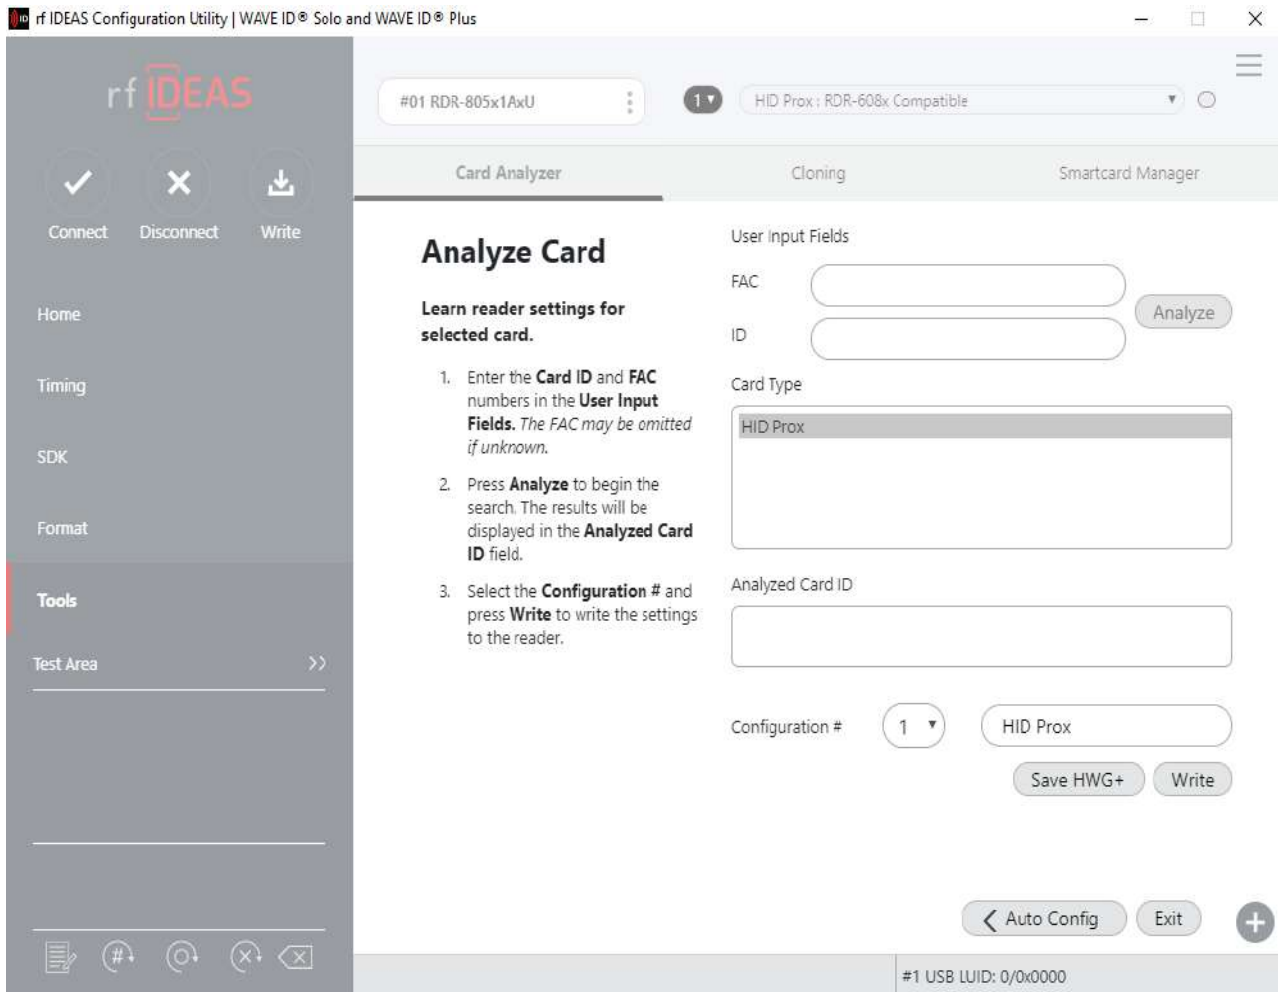 rf IDEAS Configuration Utility | WAVE ID® Solo and WAVE ID® Plus
rf IDEAS
Connect
Disconnect
Write
Home
Timing
SDK
Format
Tools
Test Area >>
#01 RDR-805x1AxU
1
HID Prox : RDR-608x Compatible
Card Analyzer
Cloning
Smartcard Manager
Analyze Card
Learn reader settings for
selected card.
1. Enter the Card ID and FAC
numbers in the User Input
Fields. The FAC may be omitted
if unknown.
2. Press Analyze to begin the
search. The results will be
displayed in the Analyzed Card
ID field.
3. Select the Configuration # and
press Write to write the settings
to the reader.
User Input Fields
FAC
ID
Analyze
Card Type
HID Prox
Analyzed Card ID
Configuration #
1
HID Prox
Save HWG+
Write
Auto Config
Exit
#1 USB LUID: 0/0x0000